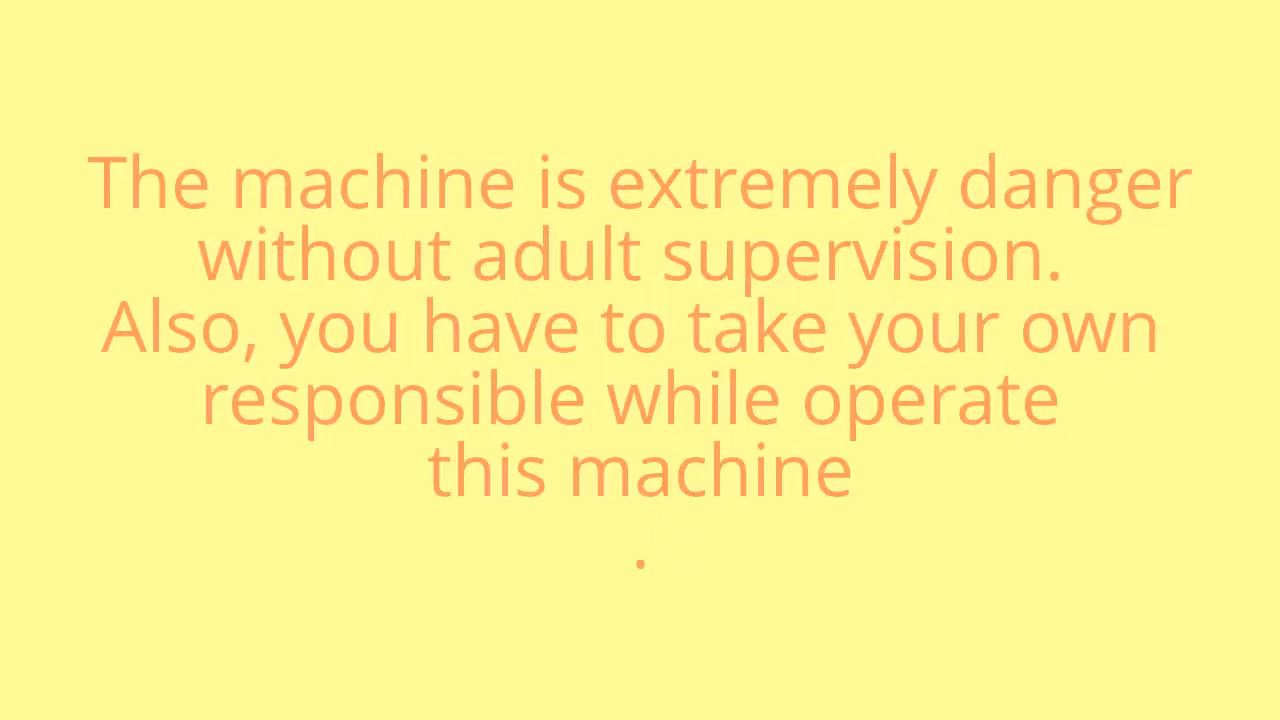 The machine is extremely danger
without adult supervision.
Also, you have to take your own
responsible while operate
this machine
.